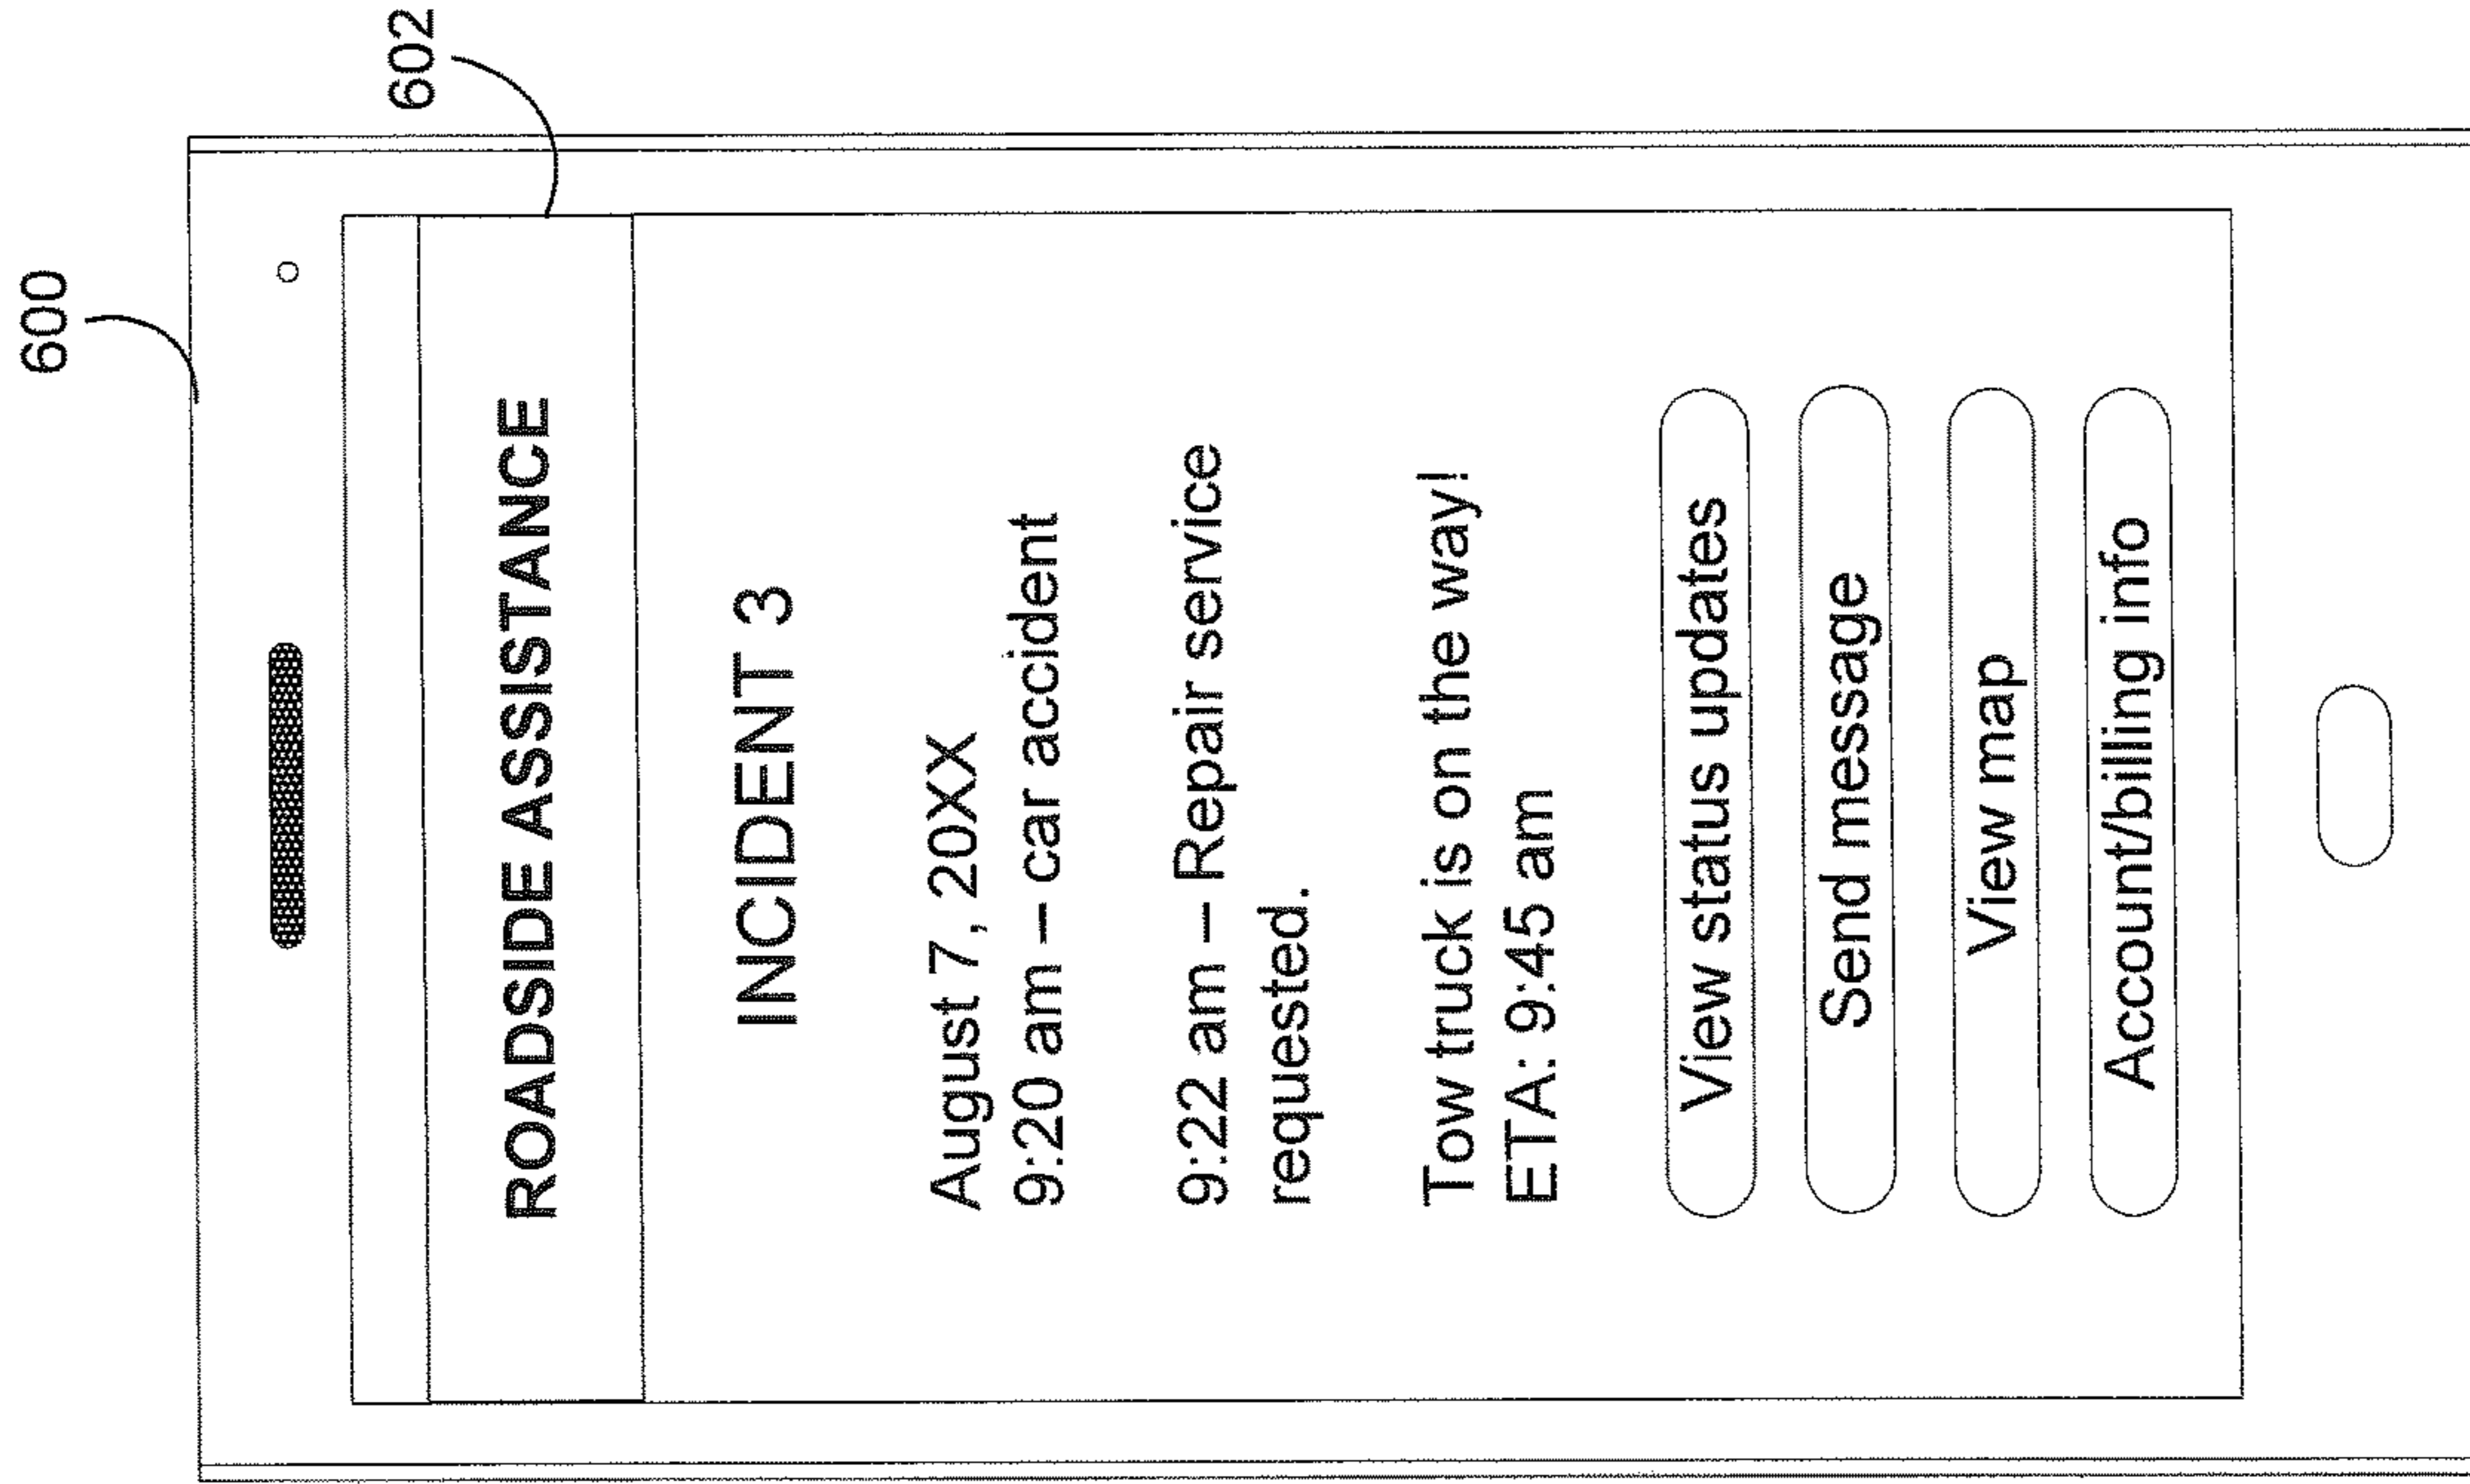 600
602
ROADSIDE ASSISTANCE
INCIDENT 3
August 7, 20XX
9:20 am – car accident
9:22 am – Repair service
requested.
Tow truck is on the way!
ETA: 9:45 am
View status updates
Send message
View map
Account/billing info